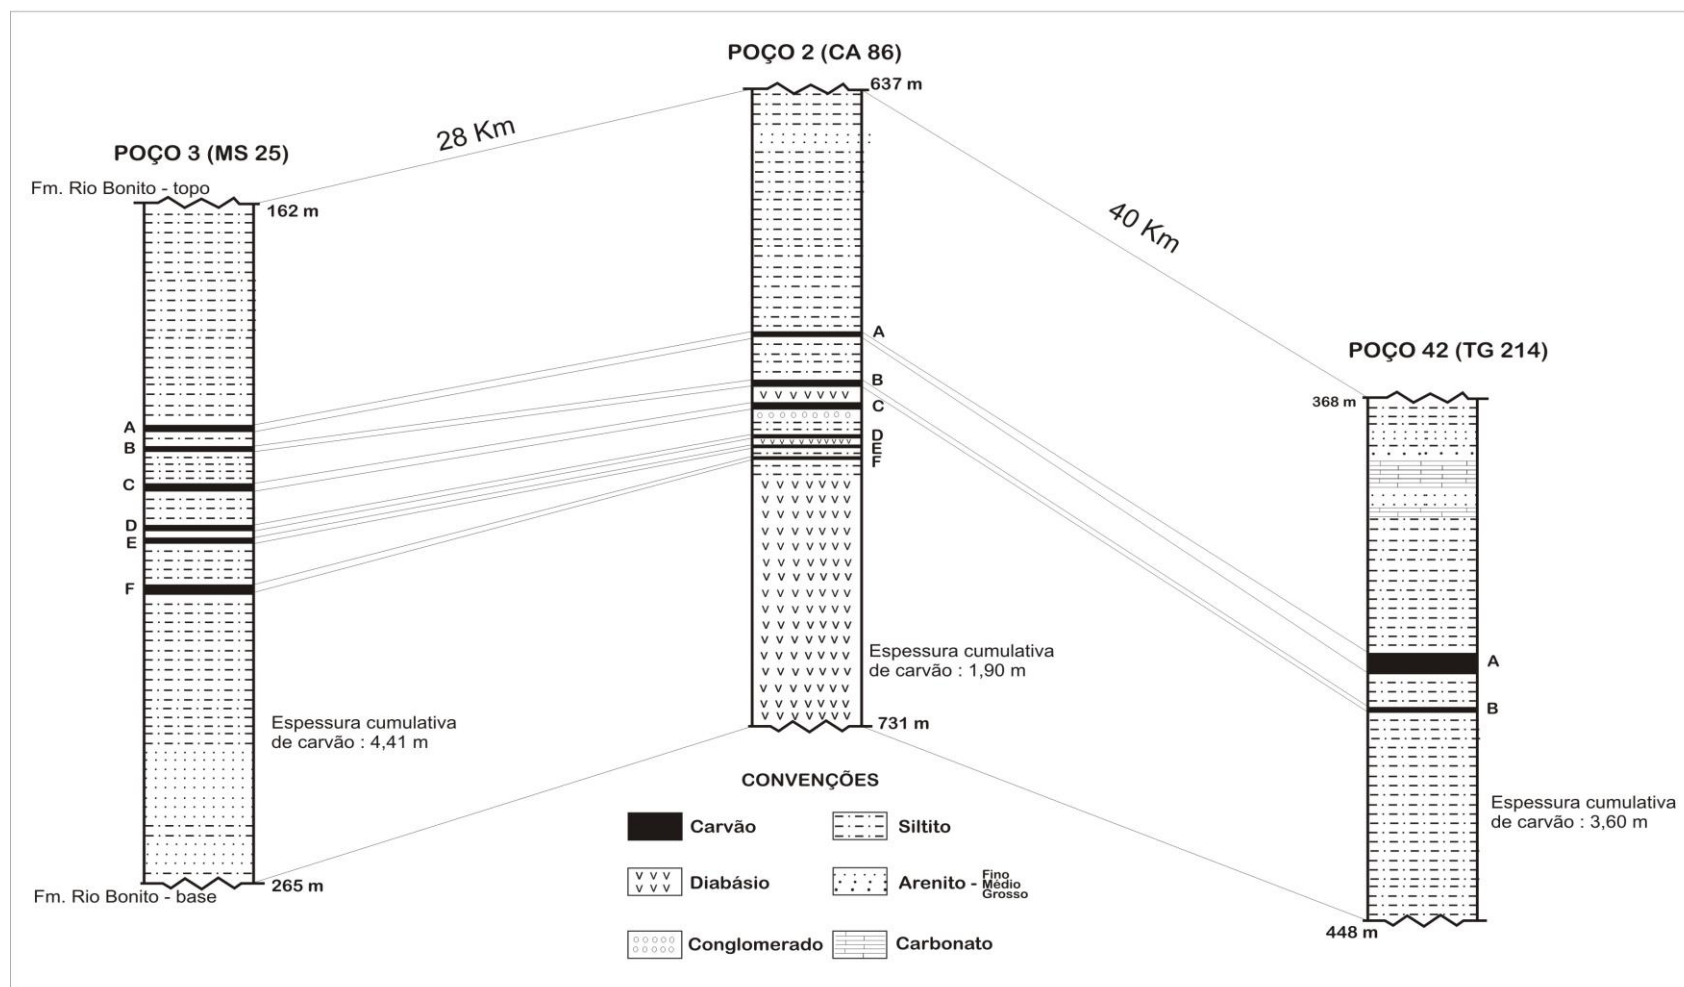 POÇO 2 (CA 86)
637 m
28 Km
POÇO 3 (MS 25)
Fm. Rio Bonito - topo
162 m
40 Km
A
B
C
D
E
F
POÇO 42 (TG 214)
368 m
A
B
C
D
E
F
A
B
Espessura cumulativa
de carvão : 1,90 m
731 m
Espessura cumulativa
de carvão : 4,41 m
265 m
Fm. Rio Bonito - base
Espessura cumulativa
de carvão : 3,60 m
448 m
CONVENÇÕES
Carvão
Siltito
Diabásio
Arenito - Fino
Médio
Grosso
Conglomerado
Carbonato